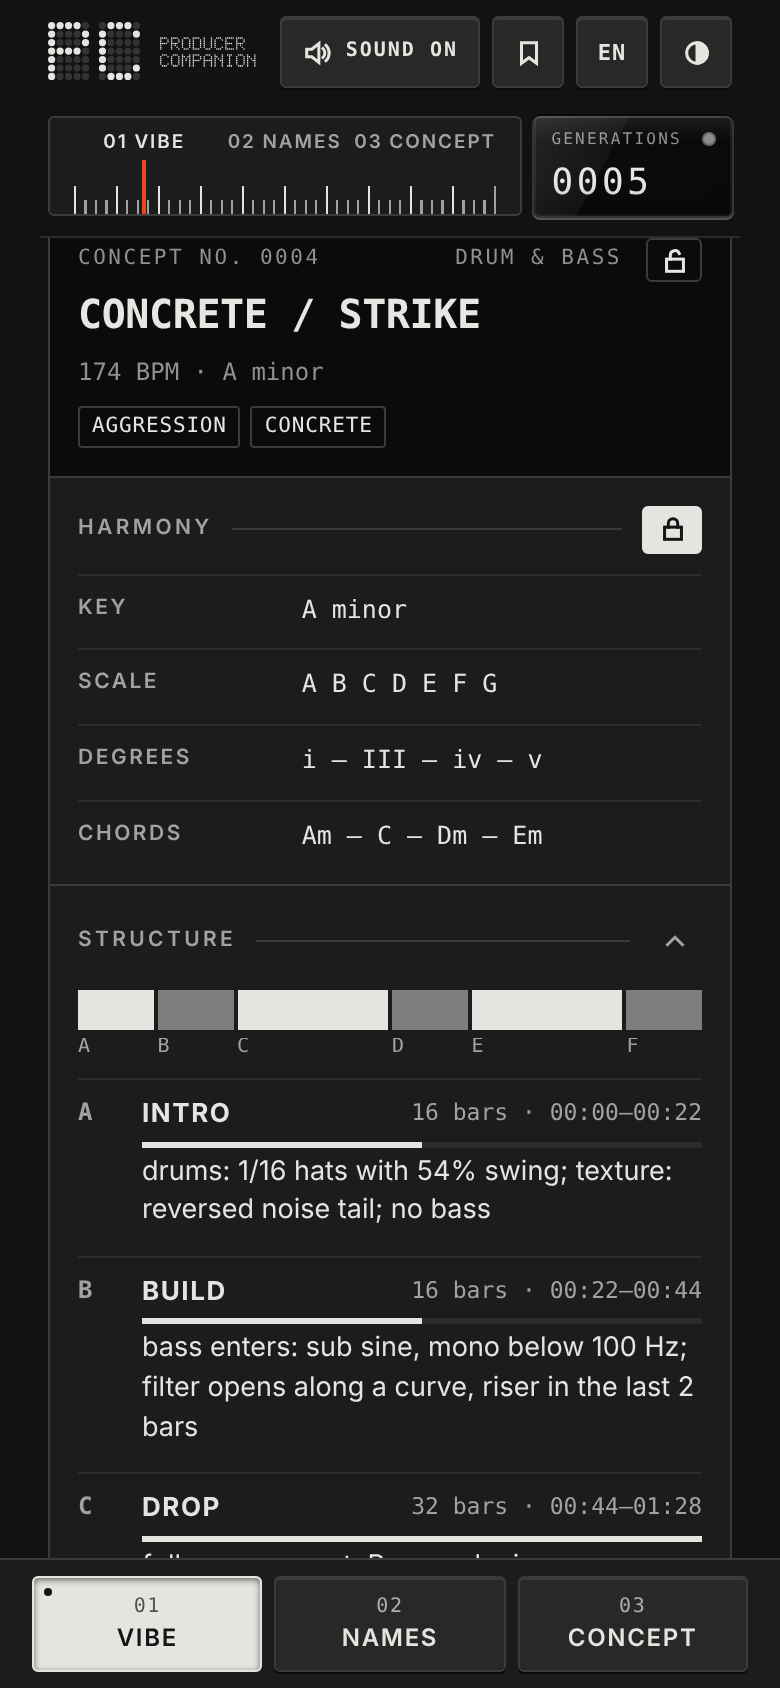 PC PRODUCER COMPANION
SOUND ON
EN
01 VIBE 02 NAMES 03 CONCEPT
GENERATIONS
0005
CONCEPT NO. 0004 DRUM & BASS
CONCRETE / STRIKE
174 BPM · A minor
AGGRESSION CONCRETE
HARMONY
KEY A minor
SCALE A B C D E F G
DEGREES i — III — iv — v
CHORDS Am — C — Dm — Em
STRUCTURE
A B C D E F
A INTRO 16 bars · 00:00—00:22
drums: 1/16 hats with 54% swing; texture:
reversed noise tail; no bass
B BUILD 16 bars · 00:22—00:44
bass enters: sub sine, mono below 100 Hz;
filter opens along a curve, riser in the last 2
bars
C DROP 32 bars · 00:44—01:28
01 VIBE
02 NAMES
03 CONCEPT